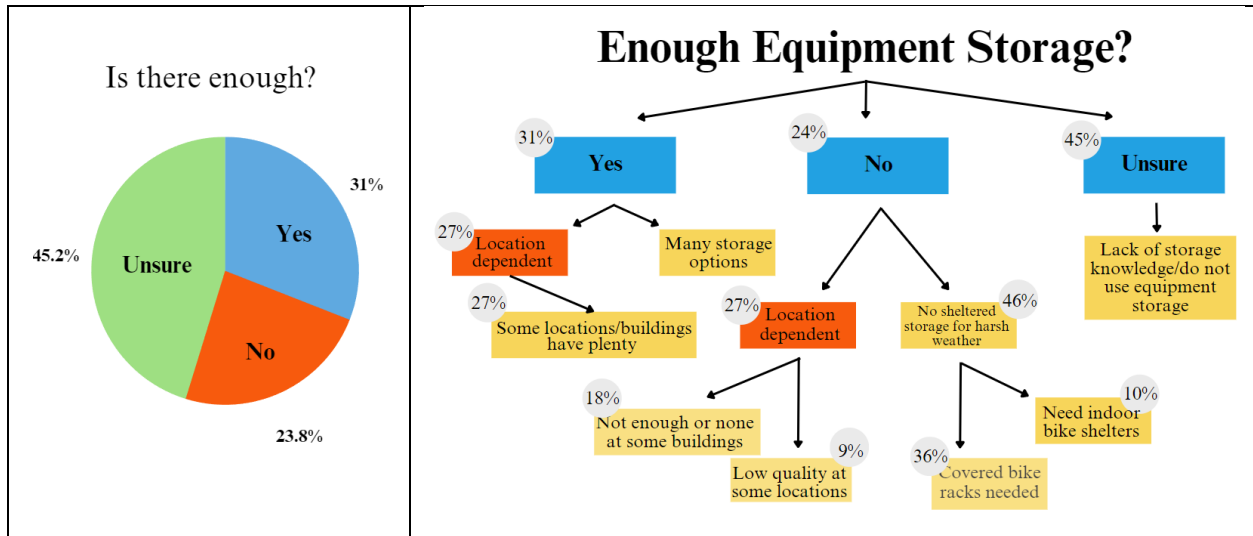 Is there enough?
31%
Yes
45.2%
Unsure
No
23.8%
Enough Equipment Storage?
31%
Yes
24%
No
45%
Unsure
27%
Location
dependent
Many storage
options
27%
Some locations/buildings
have plenty
27%
Location
dependent
46%
No sheltered
storage for harsh
weather
Lack of storage
knowledge/do not
use equipment
storage
18%
Not enough or none
at some buildings
9%
Low quality at
some locations
36%
Covered bike
racks needed
10%
Need indoor
bike shelters